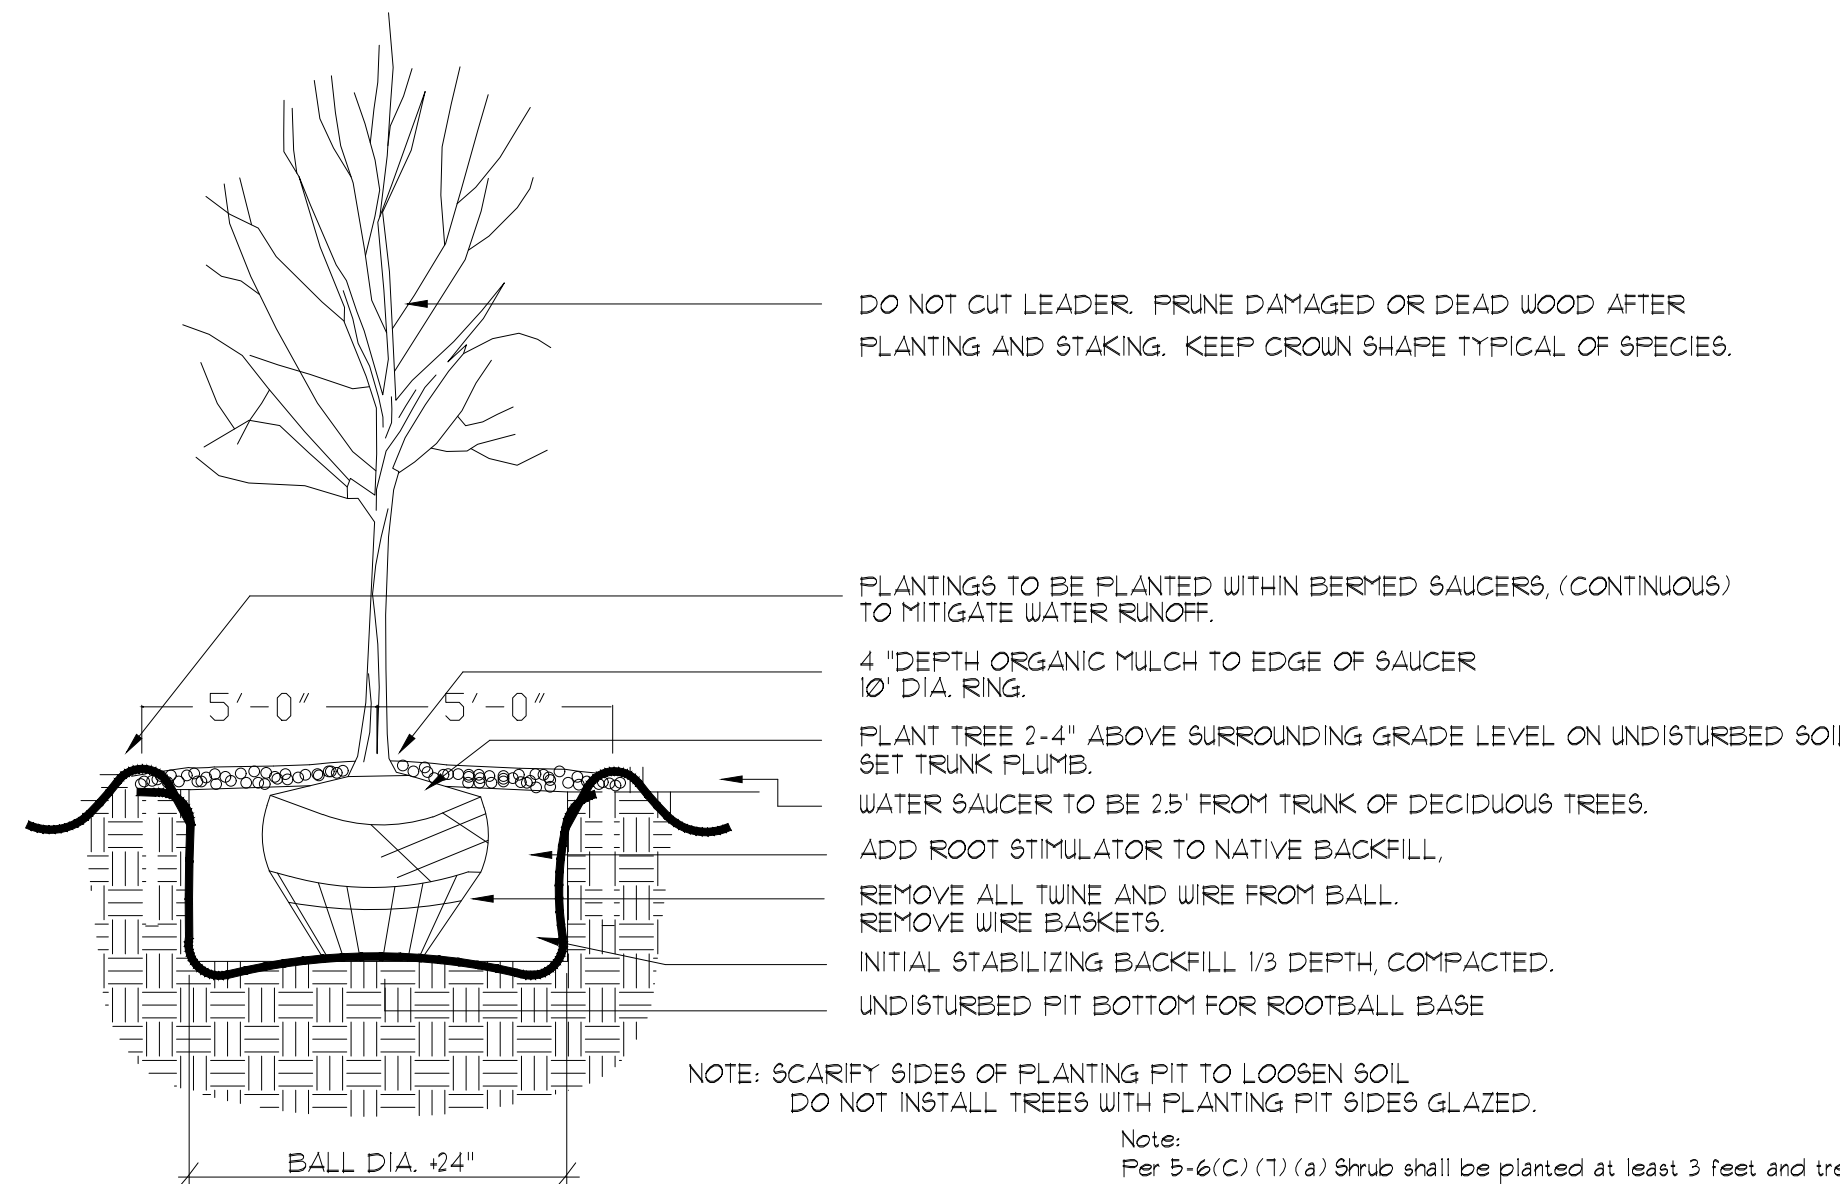 DO NOT CUT LEADER. PRUNE DAMAGED OR DEAD WOOD AFTER
PLANTING AND STAKING. KEEP CROWN SHAPE TYPICAL OF SPECIES.
PLANTINGS TO BE PLANTED WITHIN BERMED SAUCERS, (CONTINUOUS)
TO MITIGATE WATER RUNOFF.
4 "DEPTH ORGANIC MULCH TO EDGE OF SAUCER
10' DIA. RING.
5'-0" 5'-0"
PLANT TREE 2-4" ABOVE SURROUNDING GRADE LEVEL ON UNDISTURBED
SET TRUNK PLUMB.
WATER SAUCER TO BE 2.5' FROM TRUNK OF DECIDUOUS TREES.
ADD ROOT STIMULATOR TO NATIVE BACKFILL,
REMOVE ALL TWINE AND WIRE FROM BALL.
REMOVE WIRE BASKETS.
INITIAL STABILIZING BACKFILL 1/3 DEPTH, COMPACTED.
UNDISTURBED PIT BOTTOM FOR ROOTBALL BASE
NOTE: SCARIFY SIDES OF PLANTING PIT TO LOOSEN SOIL
DO NOT INSTALL TREES WITH PLANTING PIT SIDES GLAZED.
BALL DIA. +24"
Note:
Per 5-6(C) (7) (a) Shrub shall be planted at least 3 feet and